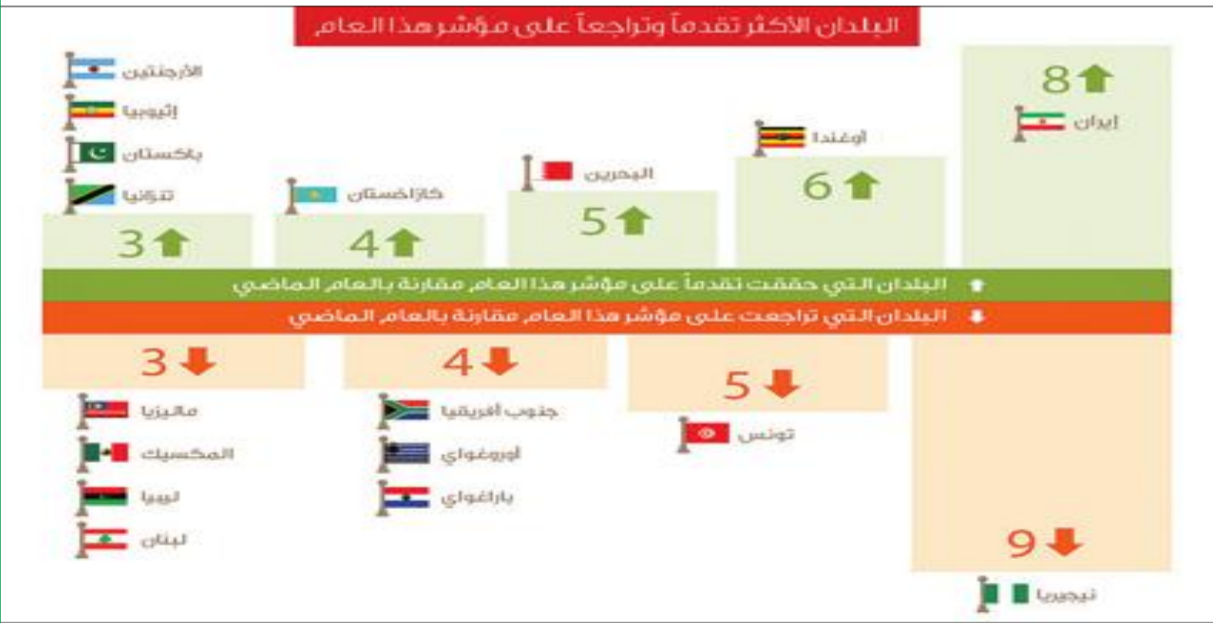 البلدان الأكثر تقدماً وتراجعاً على مؤشر هذا العام
8
إيران
6
أوغندا
5
البحرين
4
كازاخستان
3
الأرجنتين
إثيوبيا
باكستان
تنزانيا
البلدان التي حققت تقدماً على مؤشر هذا العام مقارنة بالعام الماضي
البلدان التي تراجعت على مؤشر هذا العام مقارنة بالعام الماضي
9
نيجيريا
5
تونس
4
جنوب أفريقيا
أوروغواي
باراغواي
3
ماليزيا
المكسيك
ليبيا
لبنان